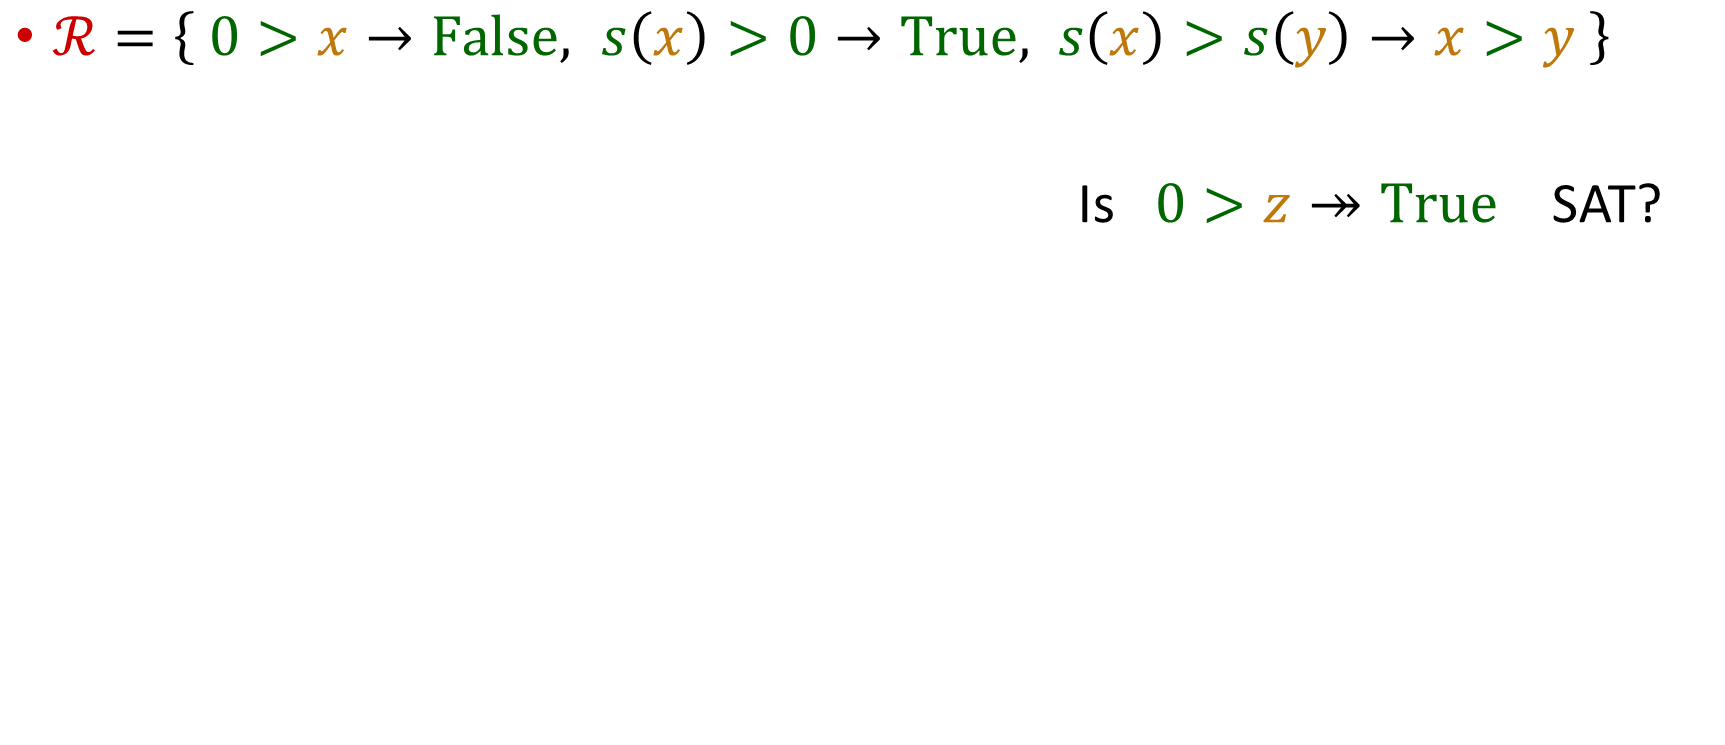 • ℛ = { 0 > 𝑥 → False, 𝑠(𝑥) > 0 → True, 𝑠(𝑥) > 𝑠(𝑦) → 𝑥 > 𝑦 }
Is 0 > 𝑧 ↠ True SAT?